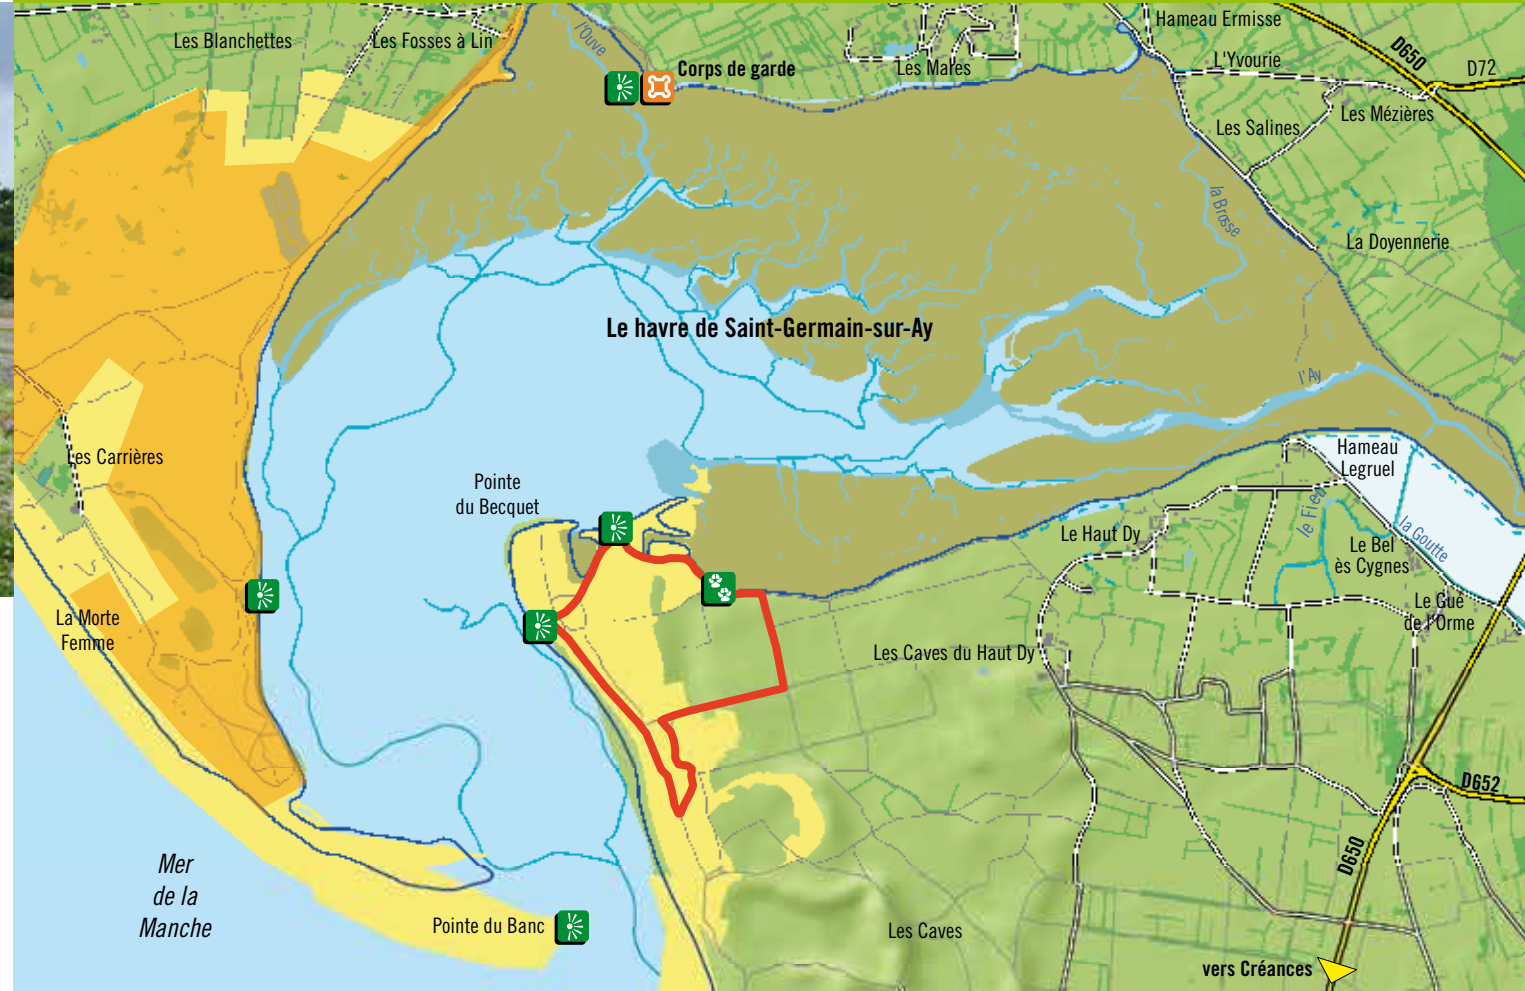 Hameau Ermisse
Les Blanchettes
Les Fosses à Lin
l'Ouve
D650
L'Yvourie
Corps de garde
Les Mares
D72
Les Mézières
Les Salines
la Brosse
La Doyennerie
Le havre de Saint-Germain-sur-Ay
l'Ay
Les Carrières
Hameau
Legruel
Pointe
du Becquet
le Fieu
la Goutte
Le Haut Dy
Le Bel
ès Cygnes
La Morte
Femme
Le Gué
de l'Orme
Les Caves du Haut Dy
D652
D650
Mer
de la
Manche
Pointe du Banc
Les Caves
vers Créances